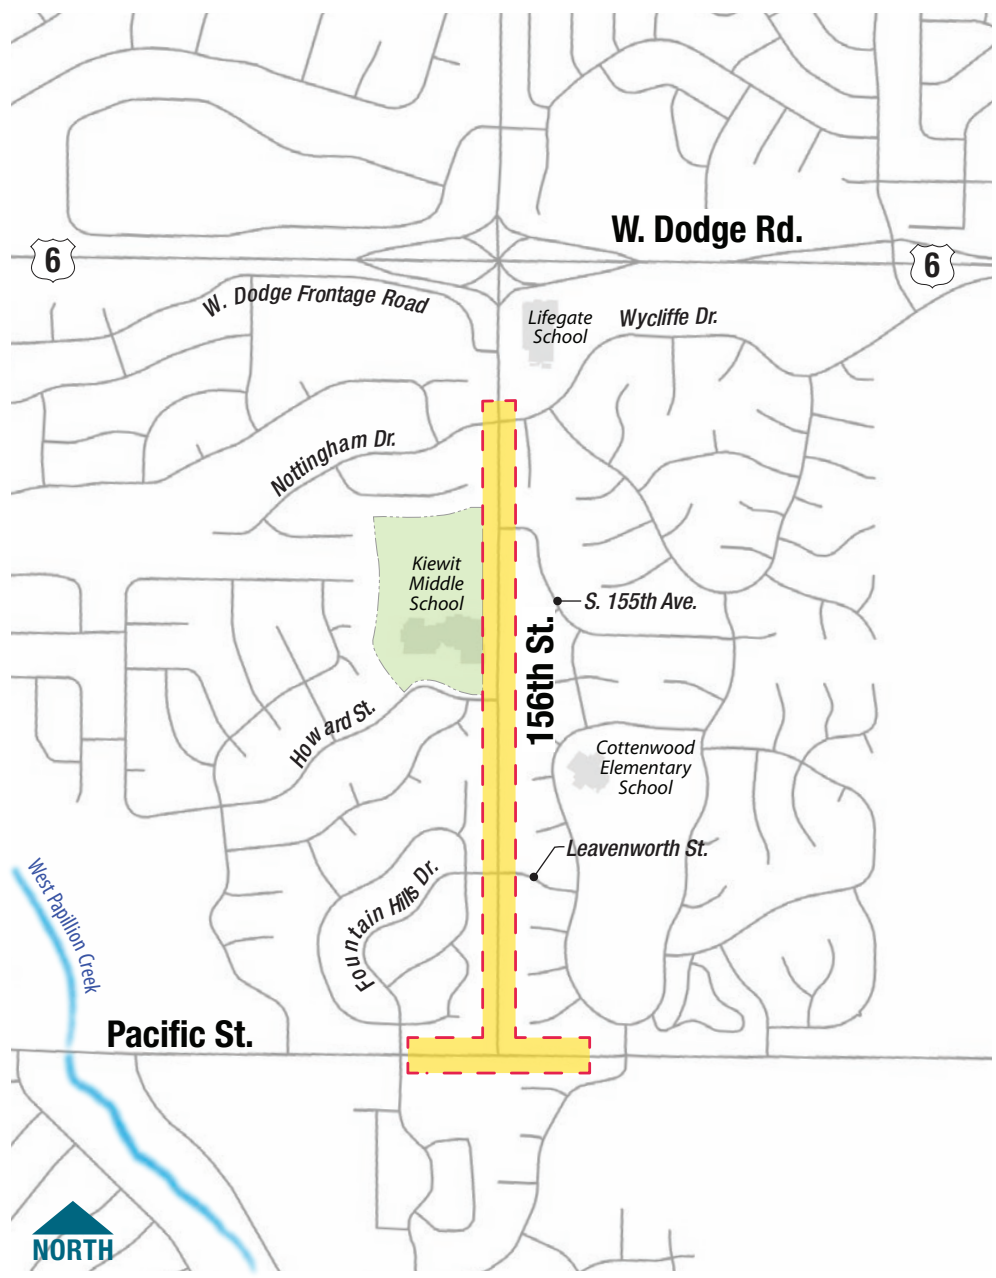 W. Dodge Rd.
6
6
W. Dodge Frontage Road
Lifegate
School
Wycliffe Dr.
Nottingham Dr.
Kiewit
Middle
School
S. 155th Ave.
156th St.
Howard St.
Cottenwood
Elementary
School
Leavenworth St.
Fountain Hills Dr.
West Papillion Creek
Pacific St.
NORTH